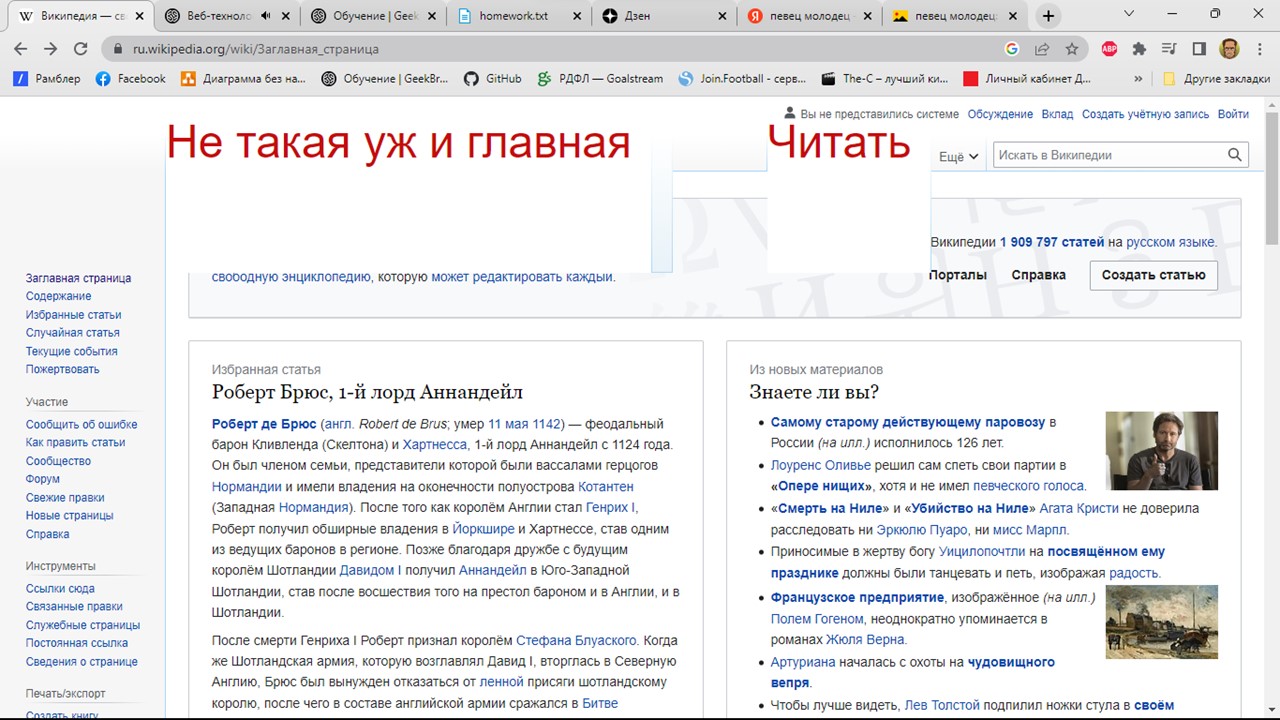 Википедия — св
Веб-техноло
Обучение | Geek
homework.txt
Дзен
певец молодец
певец молодец:
ru.wikipedia.org/wiki/Заглавная_страница
ABP
Рамблер
Facebook
Диаграмма без на...
Обучение | GeekBr...
GitHub
РДФЛ — Goalstream
Join.Football - серв...
The-C – лучший ки...
Личный кабинет Д...
»
Другие закладки
Вы не представились системе
Обсуждение
Вклад
Создать учётную запись
Войти
Не такая уж и главная
Читать
Ещё
Искать в Википедии
Википедии 1 909 797 статей на русском языке.
свободную энциклопедию, которую может редактировать каждый.
Порталы
Справка
Создать статью
Заглавная страница
Содержание
Избранные статьи
Случайная статья
Текущие события
Пожертвовать
Участие
Сообщить об ошибке
Как править статьи
Сообщество
Форум
Свежие правки
Новые страницы
Справка
Инструменты
Ссылки сюда
Связанные правки
Служебные страницы
Постоянная ссылка
Сведения о странице
Печать/экспорт
Создать книгу
Избранная статья
Роберт Брюс, 1-й лорд Аннандейл
Роберт де Брюс (англ. Robert de Brus; умер 11 мая 1142) — феодальный
барон Кливленда (Скелтона) и Хартнесса, 1-й лорд Аннандейл с 1124 года.
Он был членом семьи, представители которой были вассалами герцогов
Нормандии и имели владения на оконечности полуострова Котантен
(Западная Нормандия). После того как королём Англии стал Генрих I,
Роберт получил обширные владения в Йоркшире и Хартнессе, став одним
из ведущих баронов в регионе. Позже благодаря дружбе с будущим
королём Шотландии Давидом I получил Аннандейл в Юго-Западной
Шотландии, став после восшествия того на престол бароном и в Англии, и в
Шотландии.
После смерти Генриха I Роберт признал королём Стефана Блуаского. Когда
же Шотландская армия, которую возглавлял Давид I, вторглась в Северную
Англию, Брюс был вынужден отказаться от ленной присяги шотландскому
королю, после чего в составе английской армии сражался в Битве
Из новых материалов
Знаете ли вы?
Самому старому действующему паровозу в
России (на илл.) исполнилось 126 лет.
Лоуренс Оливье решил сам спеть свои партии в
«Опере нищих», хотя и не имел певческого голоса.
«Смерть на Ниле» и «Убийство на Ниле» Агата Кристи не доверила
расследовать ни Эркюлю Пуаро, ни мисс Марпл.
Приносимые в жертву богу Уицилопочтли на посвящённом ему
празднике должны были танцевать и петь, изображая радость.
Французское предприятие, изображённое (на илл.)
Полем Гогеном, неоднократно упоминается в
романах Жюля Верна.
Артуриана началась с охоты на чудовищного
вепря.
Чтобы лучше видеть, Лев Толстой подпилил ножки стула в своём